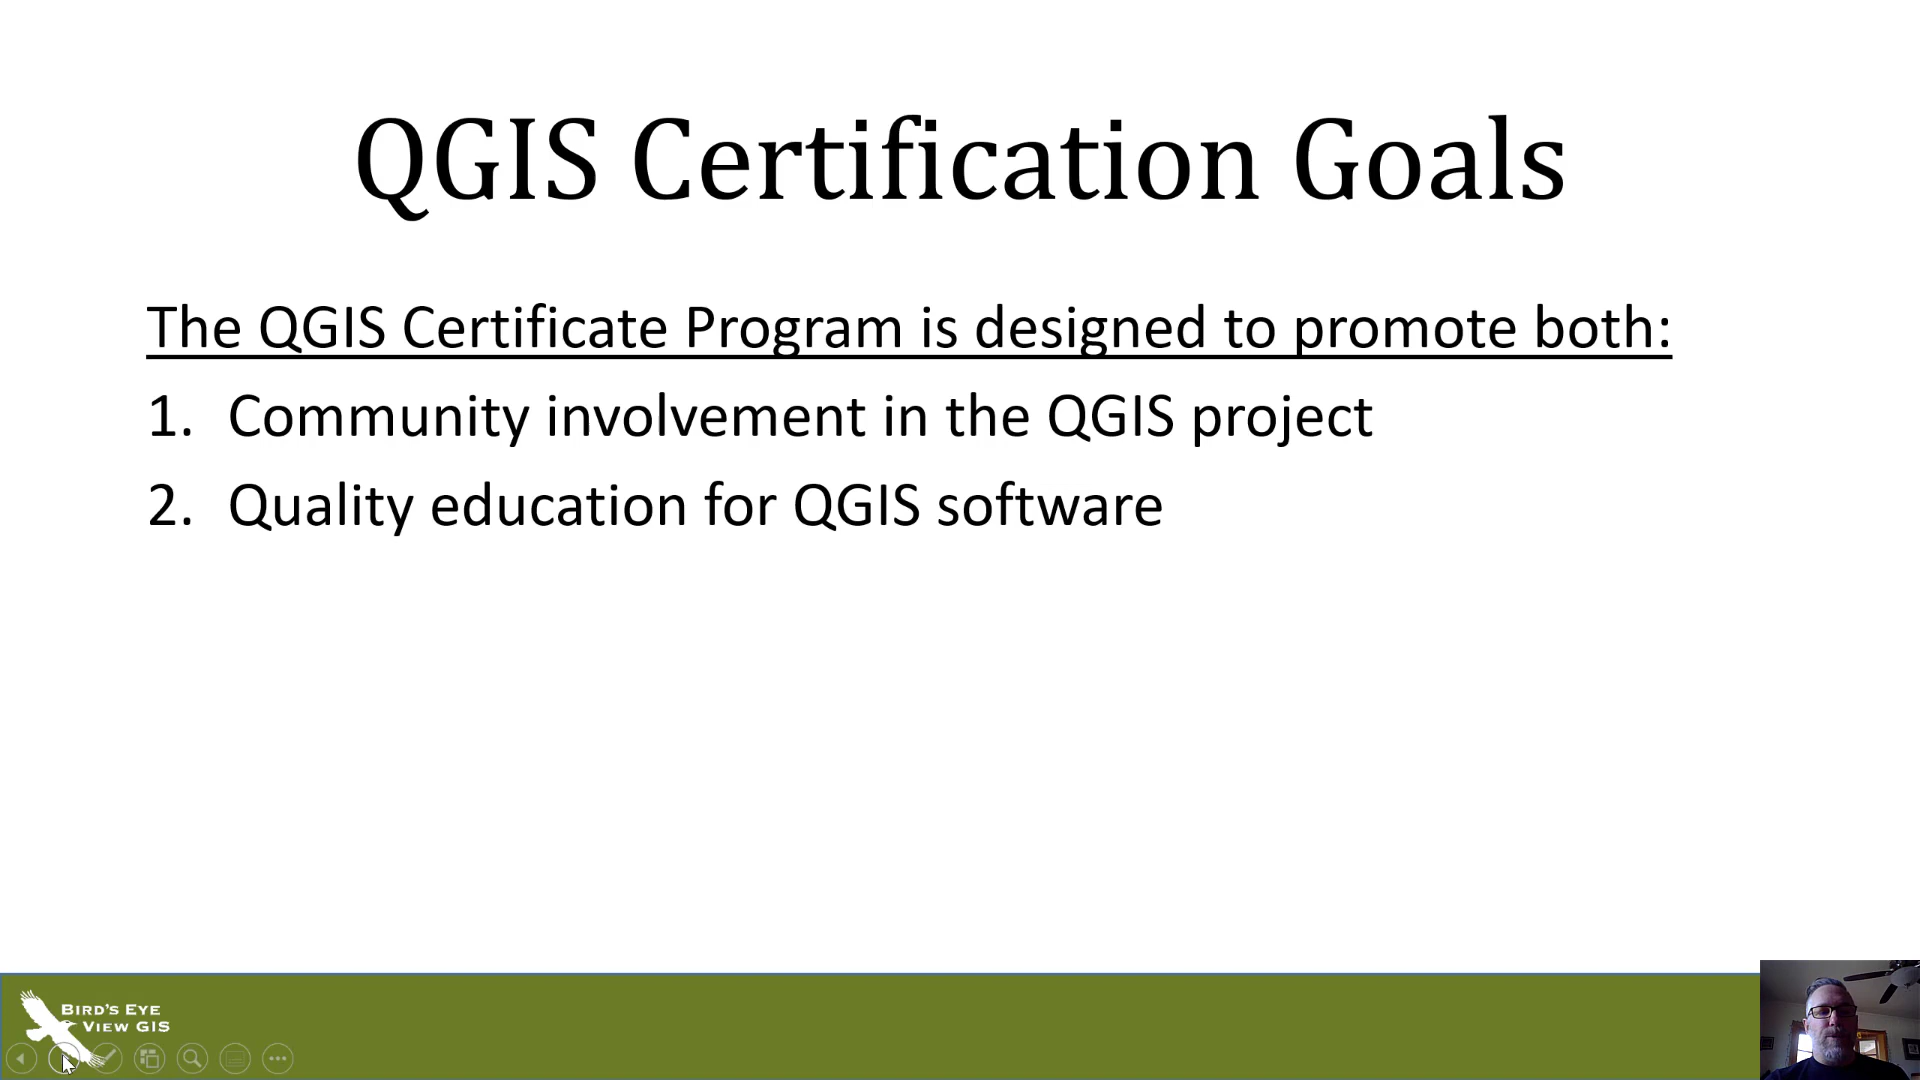 QGIS Certification Goals
The QGIS Certificate Program is designed to promote both:
1. Community involvement in the QGIS project
2. Quality education for QGIS software
BIRD'S EYE
VIEW GIS